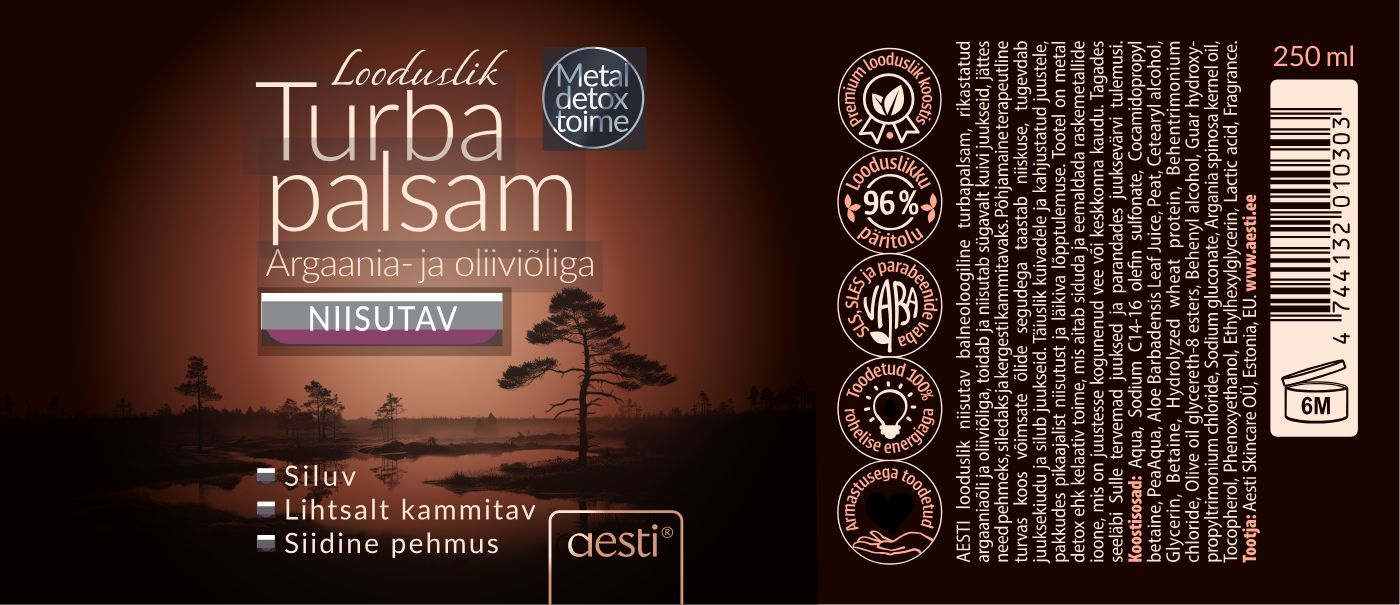 Looduslik
Turba
palsam
Metal
detox
toime
Argaania- ja oliiviõliga
NIISUTAV
Siluv
Lihtsalt kammitav
Siidine pehmus
aesti®
Premium looduslik koostis
Looduslikku
96 %
päritolu
SLS, SLES ja parabeenide vaba
VABA
Toodetud 100%
rohelise energiaga
Armastusega toodetud
AESTI looduslik niisutav balneoloogiline turbapalsam, rikastatud
argaaniaõli ja oliiviõliga, toidab ja niisutab sügavalt kuivi juukseid, jättes
need pehmeks, siledaks ja kergesti kammitavaks. Põhjamaine terapeutiline
turvas koos võimsate õlide segudega taastab niiskuse, tugevdab
juuksekiudu ja silub juukseid. Täiuslik kuivadele ja kahjustatud juustele,
pakkudes pikaajalist niisutust ja läikiva lõpptulemuse. Tootel on metal
detox ehk kelaativ toime, mis aitab siduda ja eemaldada raskemetallide
ioone, mis on juustesse kogunenud vee või keskkonna kaudu. Tagades
seeläbi Sulle tervemad juuksed ja parandades juuksevärvi tulemusi.
Koostisosad: Aqua, Sodium C14-16 olefin sulfonate, Cocamidopropyl
betaine, PeaAqua, Aloe Barbadensis Leaf Juice, Peat, Cetearyl alcohol,
Glycerin, Betaine, Hydrolyzed wheat protein, Behentrimonium
chloride, Olive oil glycereth-8 esters, Behenyl alcohol, Guar hydroxy-
propyltrimonium chloride, Sodium gluconate, Argania spinosa kernel oil,
Tocopherol, Phenoxyethanol, Ethylhexylglycerin, Lactic acid, Fragrance.
Tootja: Aesti Skincare OÜ, Estonia, EU. www.aesti.ee
250 ml
4 744132 010303
6M